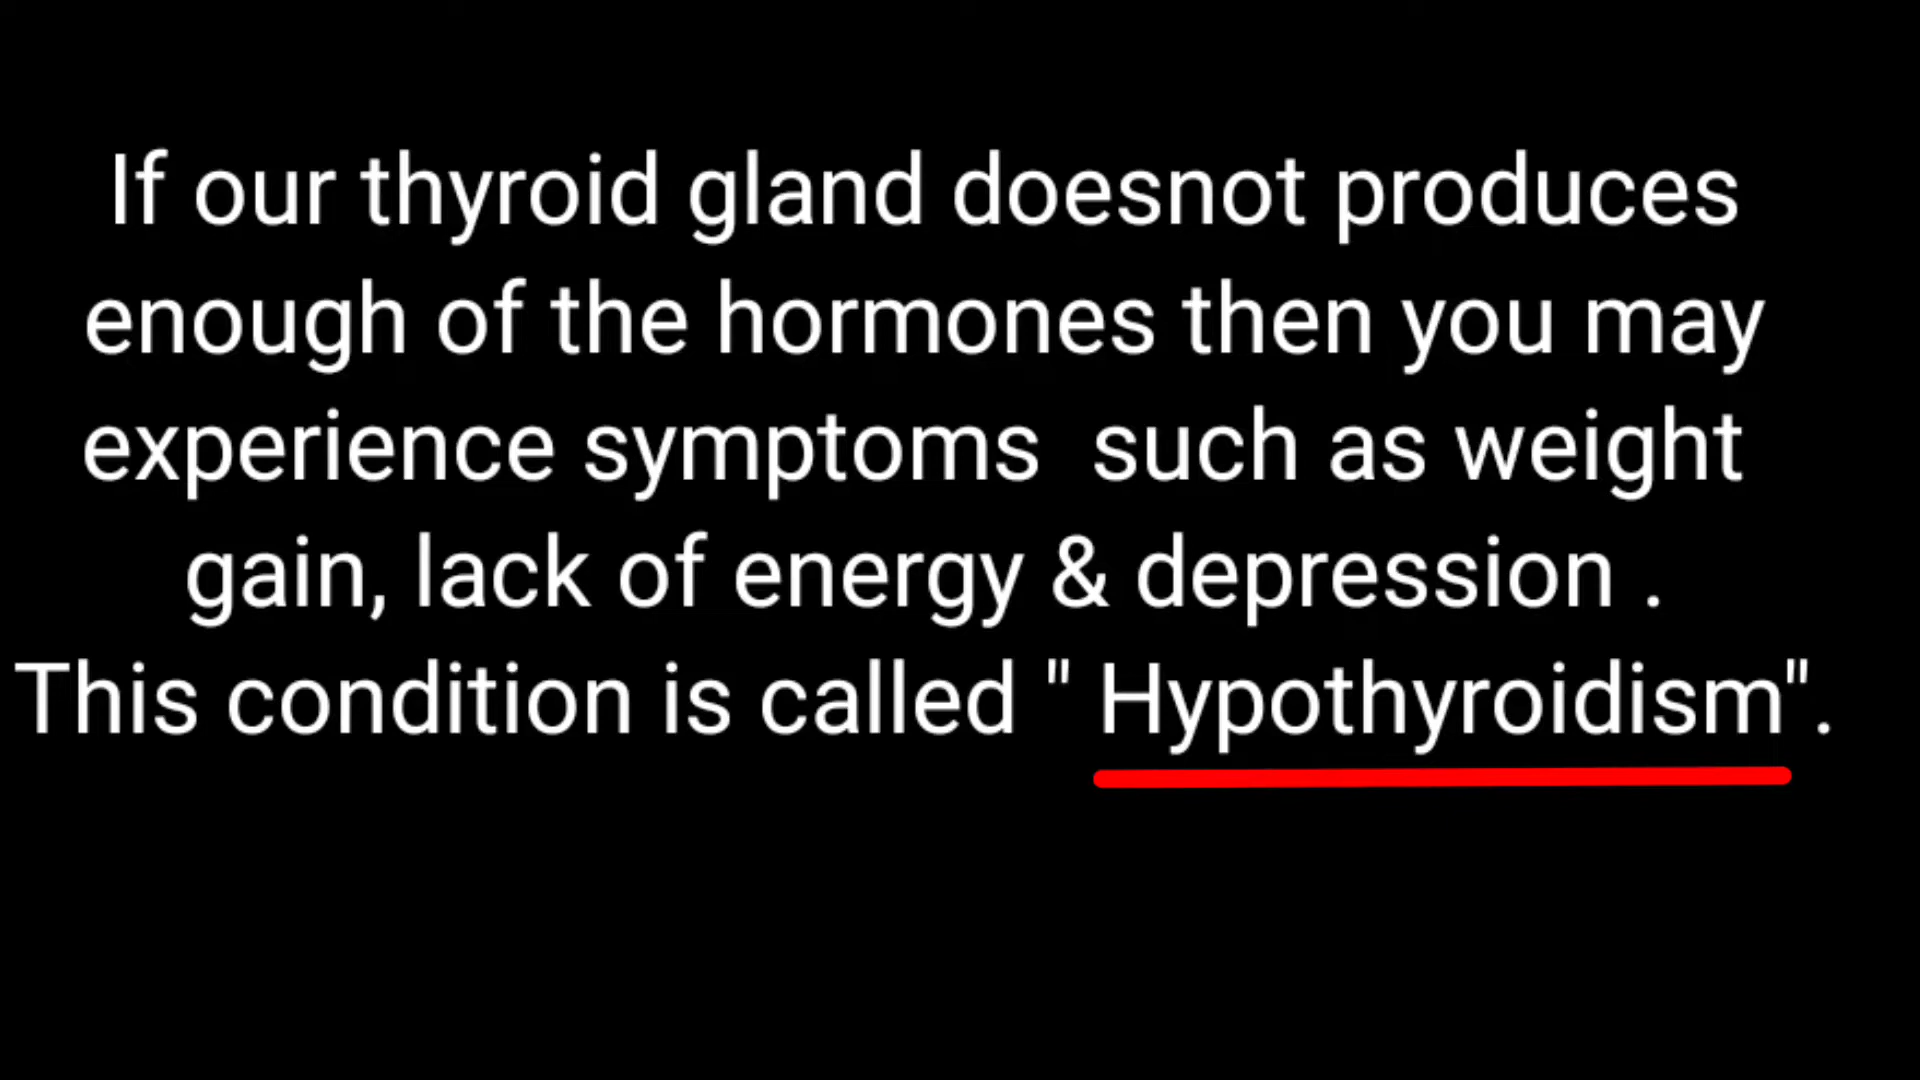 If our thyroid gland doesnot produces
enough of the hormones then you may
experience symptoms  such as weight
gain, lack of energy & depression .
This condition is called " Hypothyroidism".